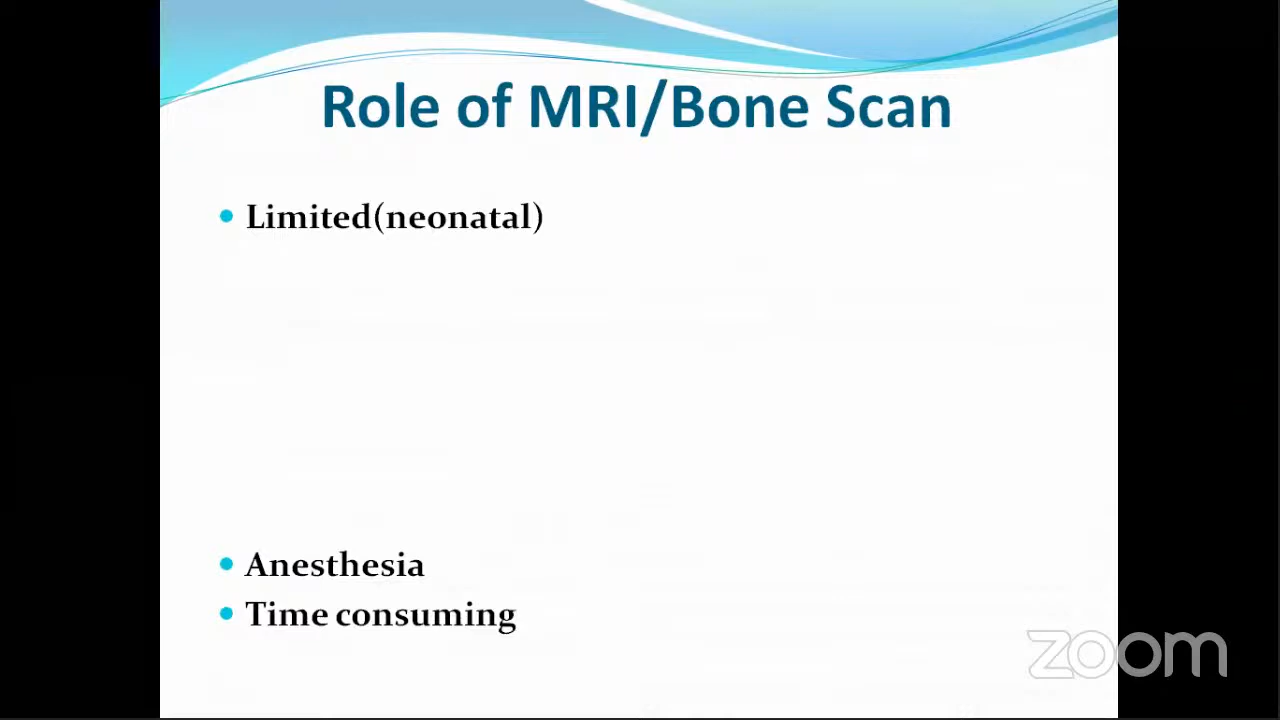 Role of MRI/Bone Scan
Limited(neonatal)
Anesthesia
Time consuming
zoom